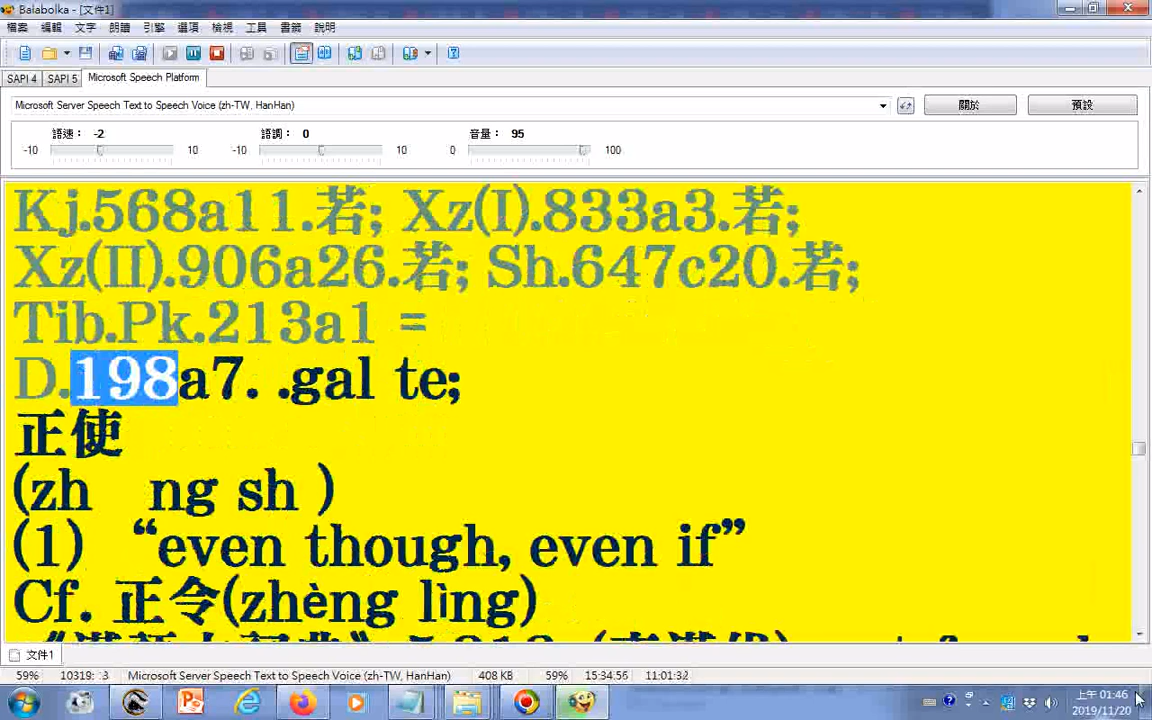 Balabolka - [文件1]
檔案 編輯 文字 朗讀 引擎 選項 檢視 工具 書籤 說明
SAPI 4 SAPI 5 Microsoft Speech Platform
Microsoft Server Speech Text to Speech Voice (zh-TW, HanHan) 關於 預設
語速： -2 語調： 0 音量： 95
-10 10 -10 10 0 100
Kj.568a11.若; Xz(I).833a3.若;
Xz(II).906a26.若; Sh.647c20.若;
Tib.Pk.213a1 =
D.198a7. .gal te;
正使
(zh ng sh )
(1) “even though, even if”
Cf. 正令(zhèng lìng)
文件1
59% 10319: 3 Microsoft Server Speech Text to Speech Voice (zh-TW, HanHan) 408 KB 59% 15:34:56 11:01:32
上午 01:46
2019/11/20